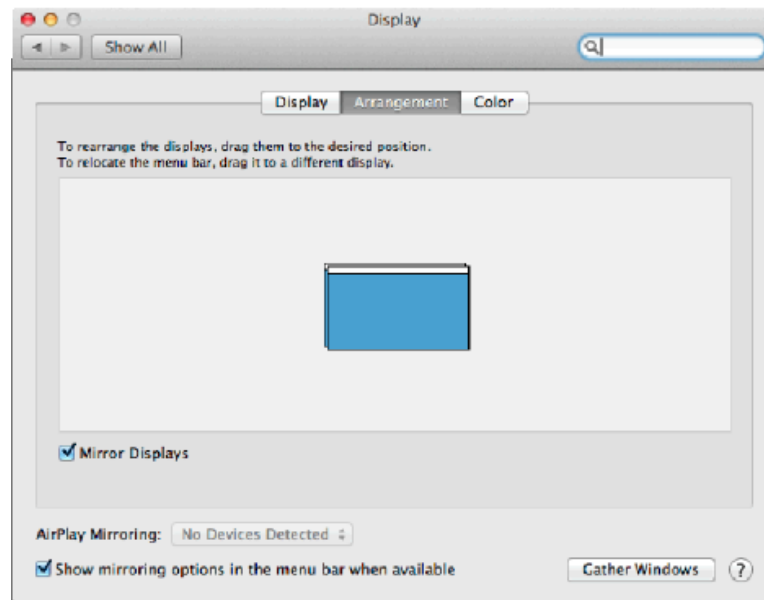 Display
Show All
Display Arrangement Color
To rearrange the displays, drag them to the desired position.
To relocate the menu bar, drag it to a different display.
Mirror Displays
AirPlay Mirroring: No Devices Detected
Show mirroring options in the menu bar when available
Gather Windows ?